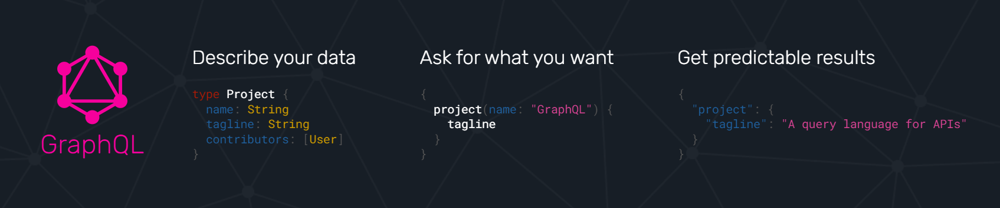 GraphQL
Describe your data
type Project {
  name: String
  tagline: String
  contributors: [User]
}
Ask for what you want
{
  project(name: "GraphQL") {
    tagline
  }
}
Get predictable results
{
  "project": {
    "tagline": "A query language for APIs"
  }
}